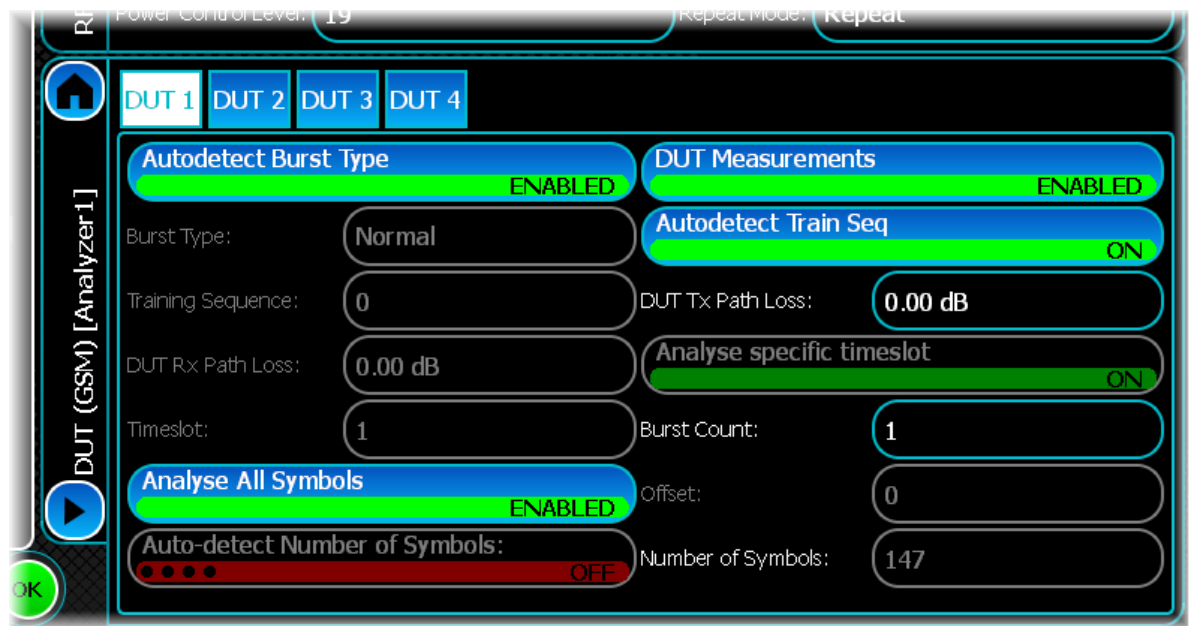 RF
Power Control Level: 19 Repeat Mode: Repeat
DUT 1 DUT 2 DUT 3 DUT 4
DUT (GSM) [Analyzer1]
Autodetect Burst Type
ENABLED
DUT Measurements
ENABLED
Burst Type: Normal
Autodetect Train Seq
ON
Training Sequence: 0
DUT Tx Path Loss: 0.00 dB
DUT Rx Path Loss: 0.00 dB
Analyse specific timeslot
ON
Timeslot: 1
Burst Count: 1
Analyse All Symbols
ENABLED
Offset: 0
Auto-detect Number of Symbols:
OFF
Number of Symbols: 147
OK